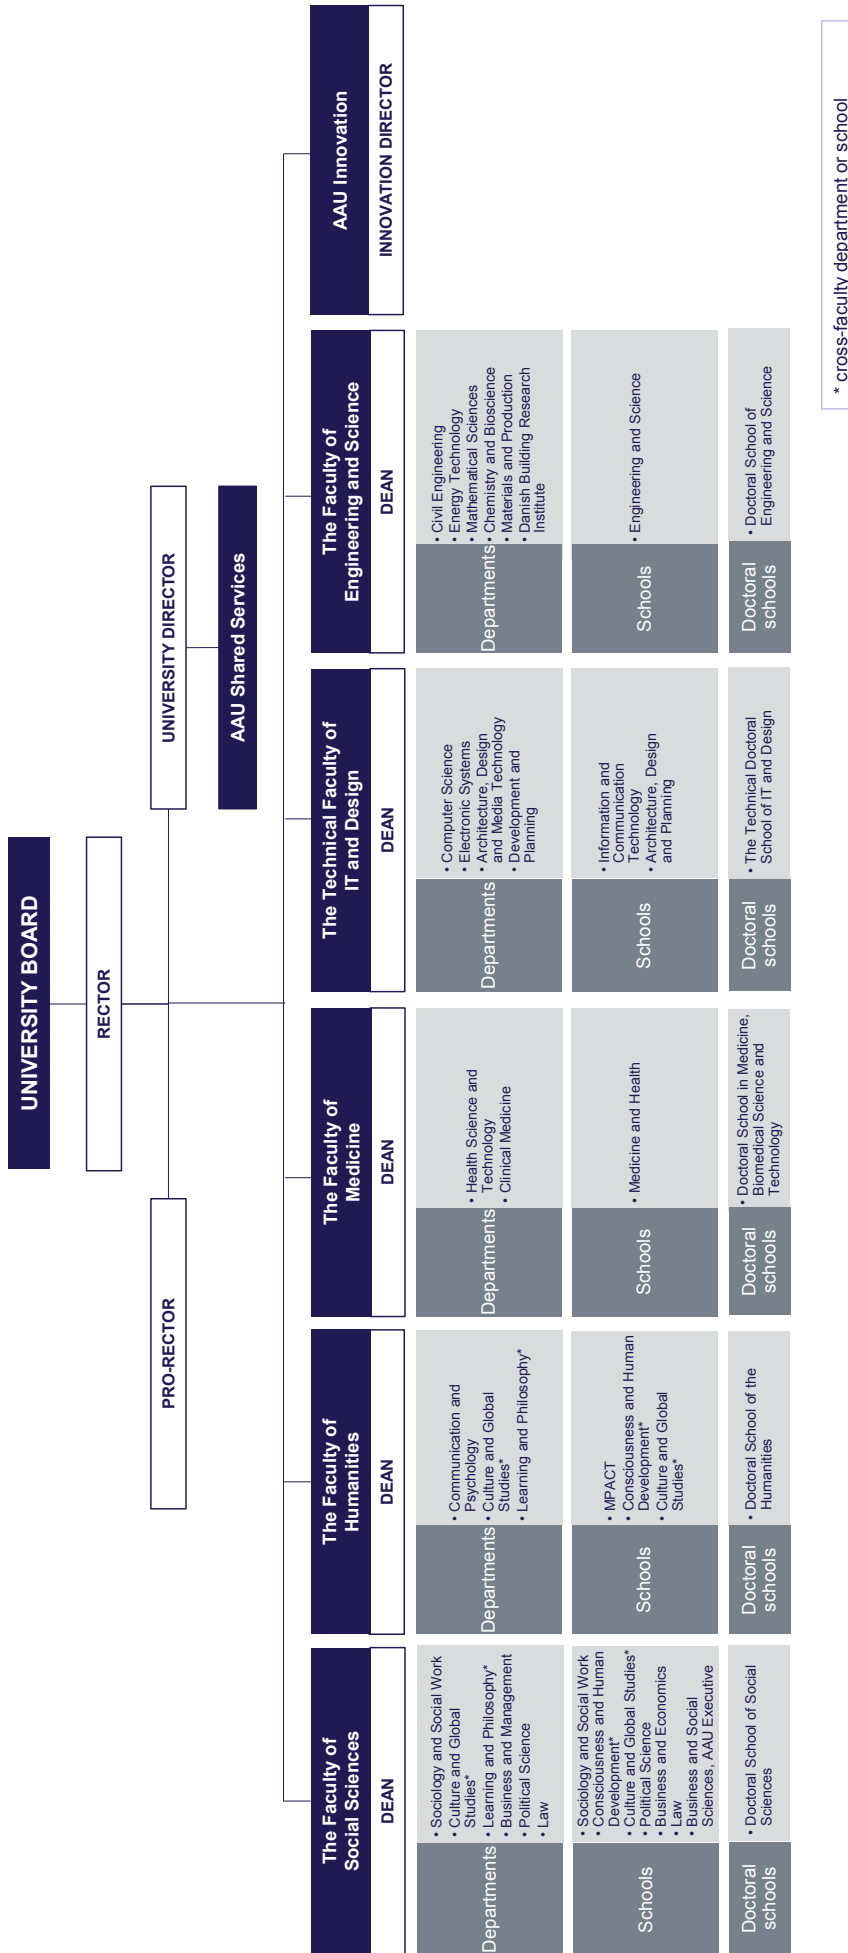 UNIVERSITY BOARD
RECTOR
PRO-RECTOR
UNIVERSITY DIRECTOR
AAU Shared Services
The Faculty of
Social Sciences
DEAN
Departments
• Sociology and Social Work
• Culture and Global
Studies*
• Learning and Philosophy*
• Business and Management
• Political Science
• Law
Schools
• Sociology and Social Work
• Consciousness and Human
Development*
• Culture and Global Studies*
• Political Science
• Business and Economics
• Law
• Business and Social
Sciences, AAU Executive
Doctoral
schools
• Doctoral School of Social
Sciences
The Faculty of
Humanities
DEAN
Departments
• Communication and
Psychology
• Culture and Global
Studies*
• Learning and Philosophy*
Schools
• MPACT
• Consciousness and Human
Development*
• Culture and Global
Studies*
Doctoral
schools
• Doctoral School of the
Humanities
The Faculty of
Medicine
DEAN
Departments
• Health Science and
Technology
• Clinical Medicine
Schools
• Medicine and Health
Doctoral
schools
• Doctoral School in Medicine,
Biomedical Science and
Technology
The Technical Faculty of
IT and Design
DEAN
Departments
• Computer Science
• Electronic Systems
• Architecture, Design
and Media Technology
• Development and
Planning
Schools
• Information and
Communication
Technology
• Architecture, Design
and Planning
Doctoral
schools
• The Technical Doctoral
School of IT and Design
The Faculty of
Engineering and Science
DEAN
Departments
• Civil Engineering
• Energy Technology
• Mathematical Sciences
• Chemistry and Bioscience
• Materials and Production
• Danish Building Research
Institute
Schools
• Engineering and Science
Doctoral
schools
• Doctoral School of
Engineering and Science
AAU Innovation
INNOVATION DIRECTOR
* cross-faculty department or school